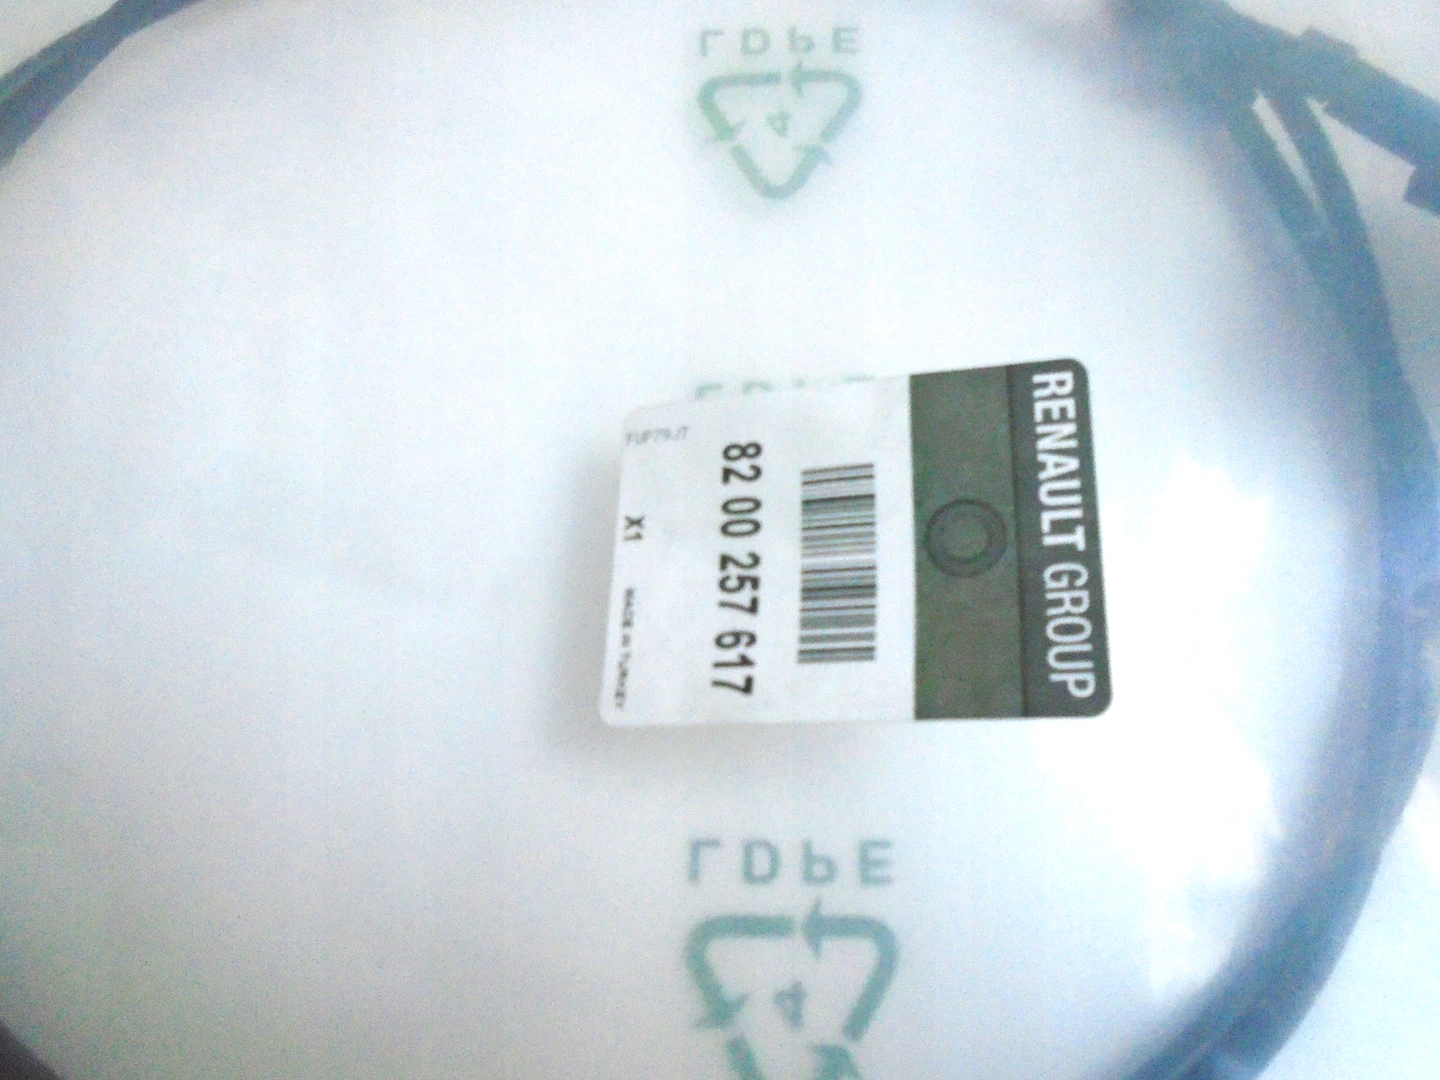 LDPE
4
RENAULT GROUP
82 00 257 617
X1
MADE IN TURKEY
LDPE
4